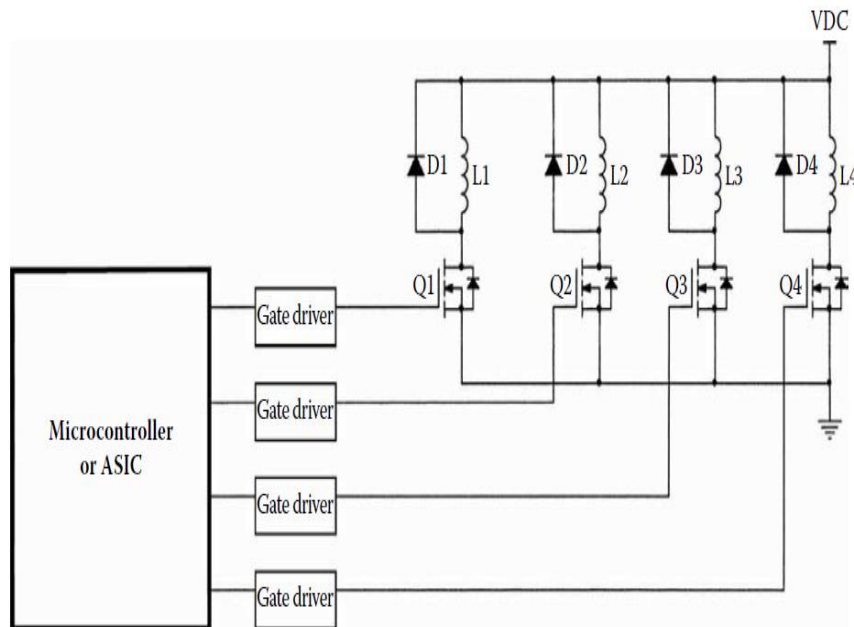 VDC
D1
L1
D2
L2
D3
L3
D4
L4
Q1
Q2
Q3
Q4
Gate driver
Gate driver
Microcontroller
or ASIC
Gate driver
Gate driver